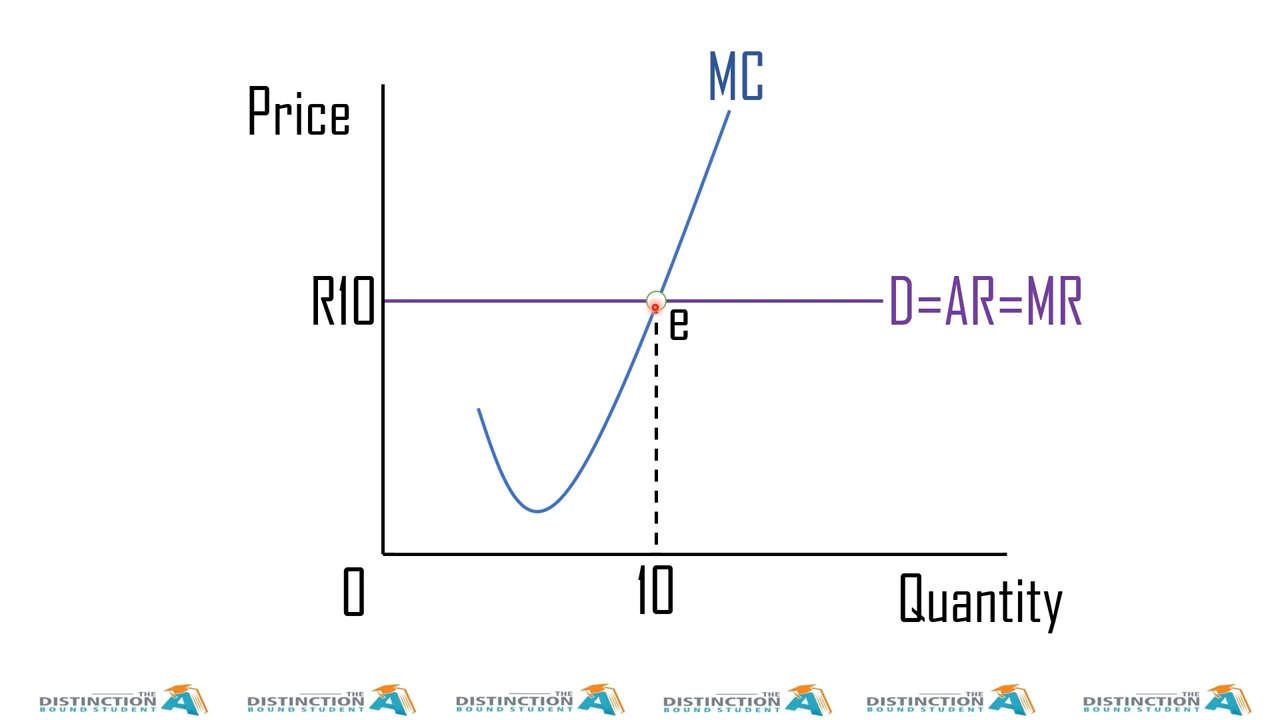 MC
Price
R10
D=AR=MR
e
0
10
Quantity
THE
DISTINCTION
BOUND STUDENT
THE
DISTINCTION
BOUND STUDENT
THE
DISTINCTION
BOUND STUDENT
THE
DISTINCTION
BOUND STUDENT
THE
DISTINCTION
BOUND STUDENT
THE
DISTINCTION
BOUND STUDENT